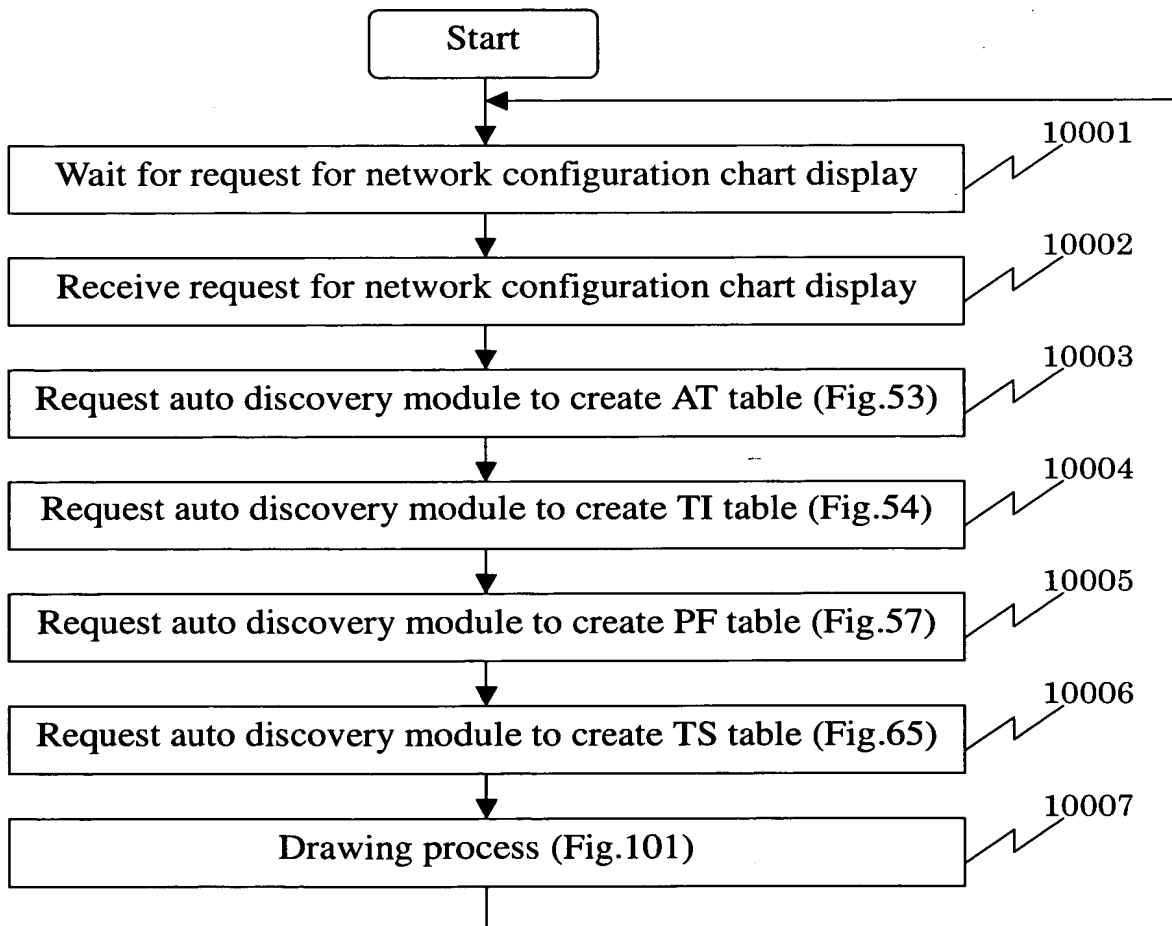 Start
10001
Wait for request for network configuration chart display
10002
Receive request for network configuration chart display
10003
Request auto discovery module to create AT table (Fig.53)
10004
Request auto discovery module to create TI table (Fig.54)
10005
Request auto discovery module to create PF table (Fig.57)
10006
Request auto discovery module to create TS table (Fig.65)
10007
Drawing process (Fig.101)